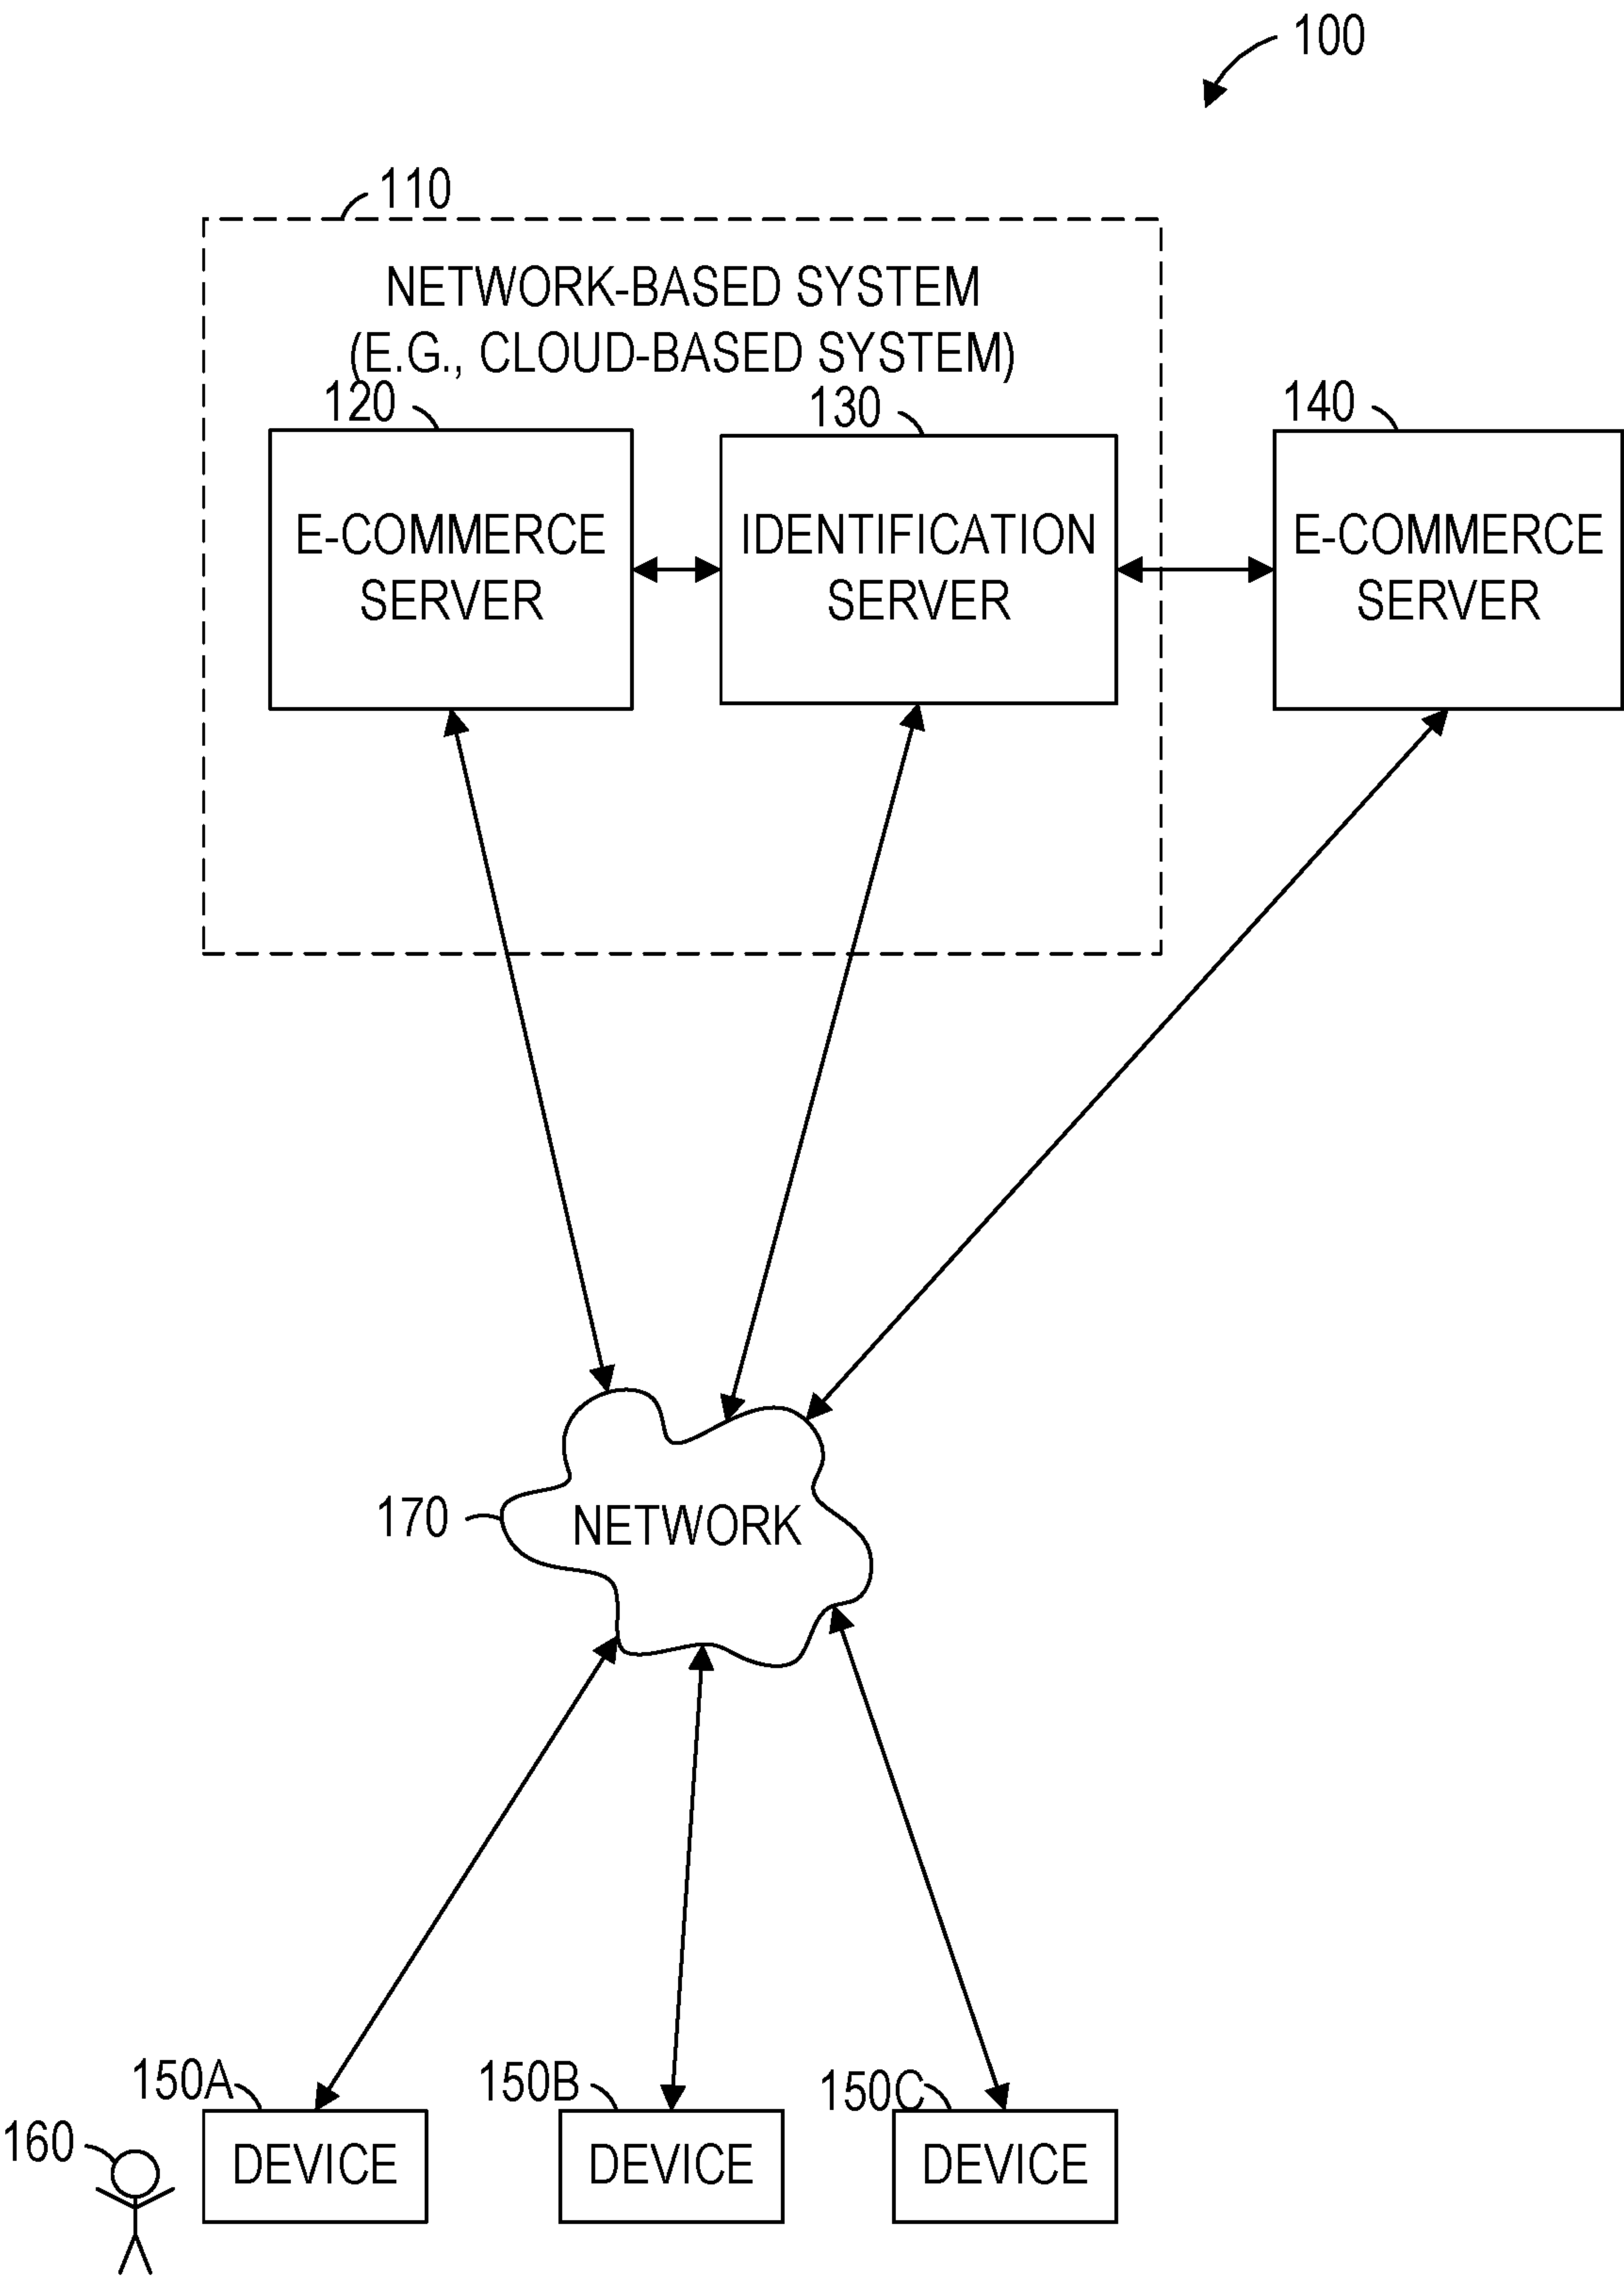 100
110
NETWORK-BASED SYSTEM
(E.G., CLOUD-BASED SYSTEM)
120
130
140
E-COMMERCE
SERVER
IDENTIFICATION
SERVER
E-COMMERCE
SERVER
170
NETWORK
150A
150B
150C
160
DEVICE
DEVICE
DEVICE